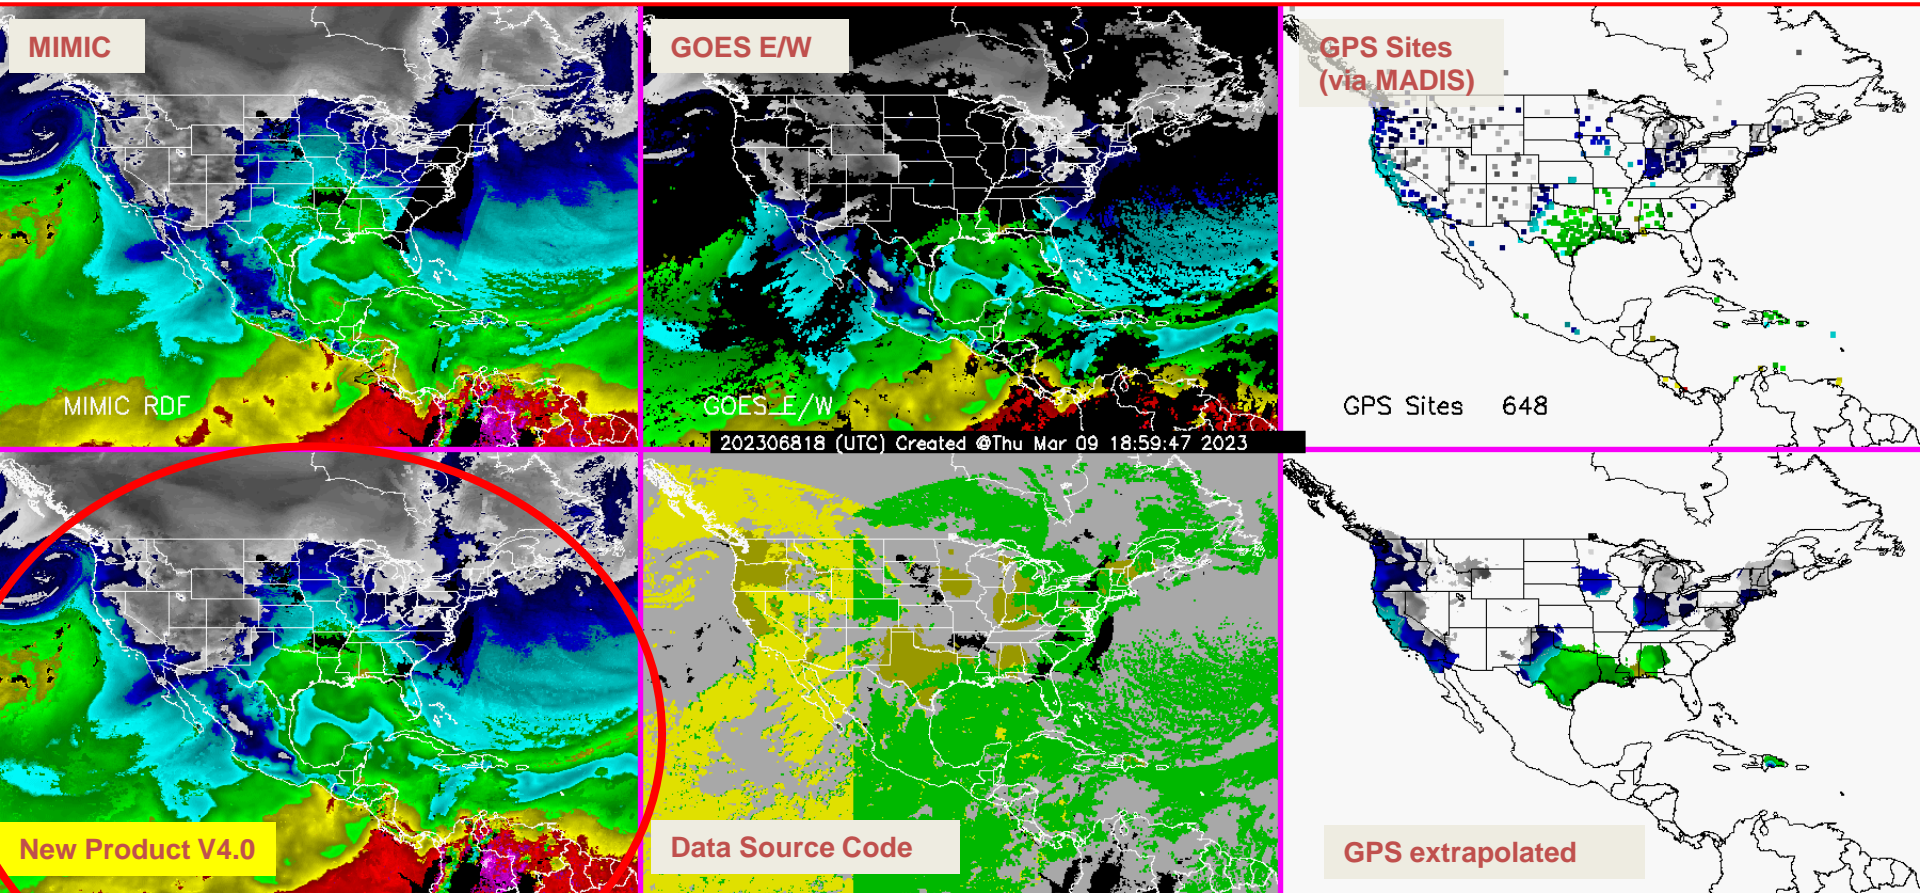 MIMIC
GOES E/W
GPS Sites
(via MADIS)
MIMIC RDF
GOES E/W
GPS Sites 648
202306818 (UTC) Created @Thu Mar 09 18:59:47 2023
New Product V4.0
Data Source Code
GPS extrapolated